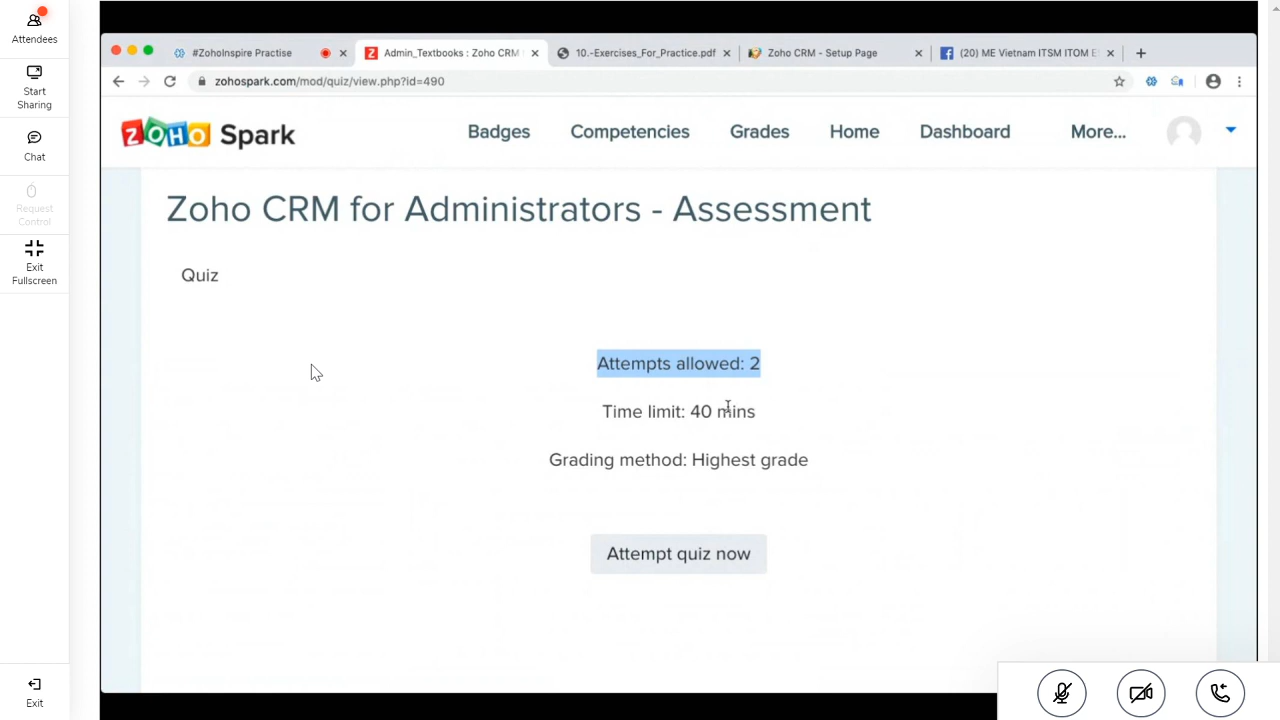 Attendees
Start
Sharing
Chat
Request
Control
Exit
Fullscreen
Exit
#ZohoInspire Practise
Admin_Textbooks : Zoho CRM
10.-Exercises_For_Practice.pdf
Zoho CRM - Setup Page
(20) ME Vietnam ITSM ITOM E
zohospark.com/mod/quiz/view.php?id=490
ZOHO Spark
Badges
Competencies
Grades
Home
Dashboard
More...
Zoho CRM for Administrators - Assessment
Quiz
Attempts allowed: 2
Time limit: 40 mins
Grading method: Highest grade
Attempt quiz now